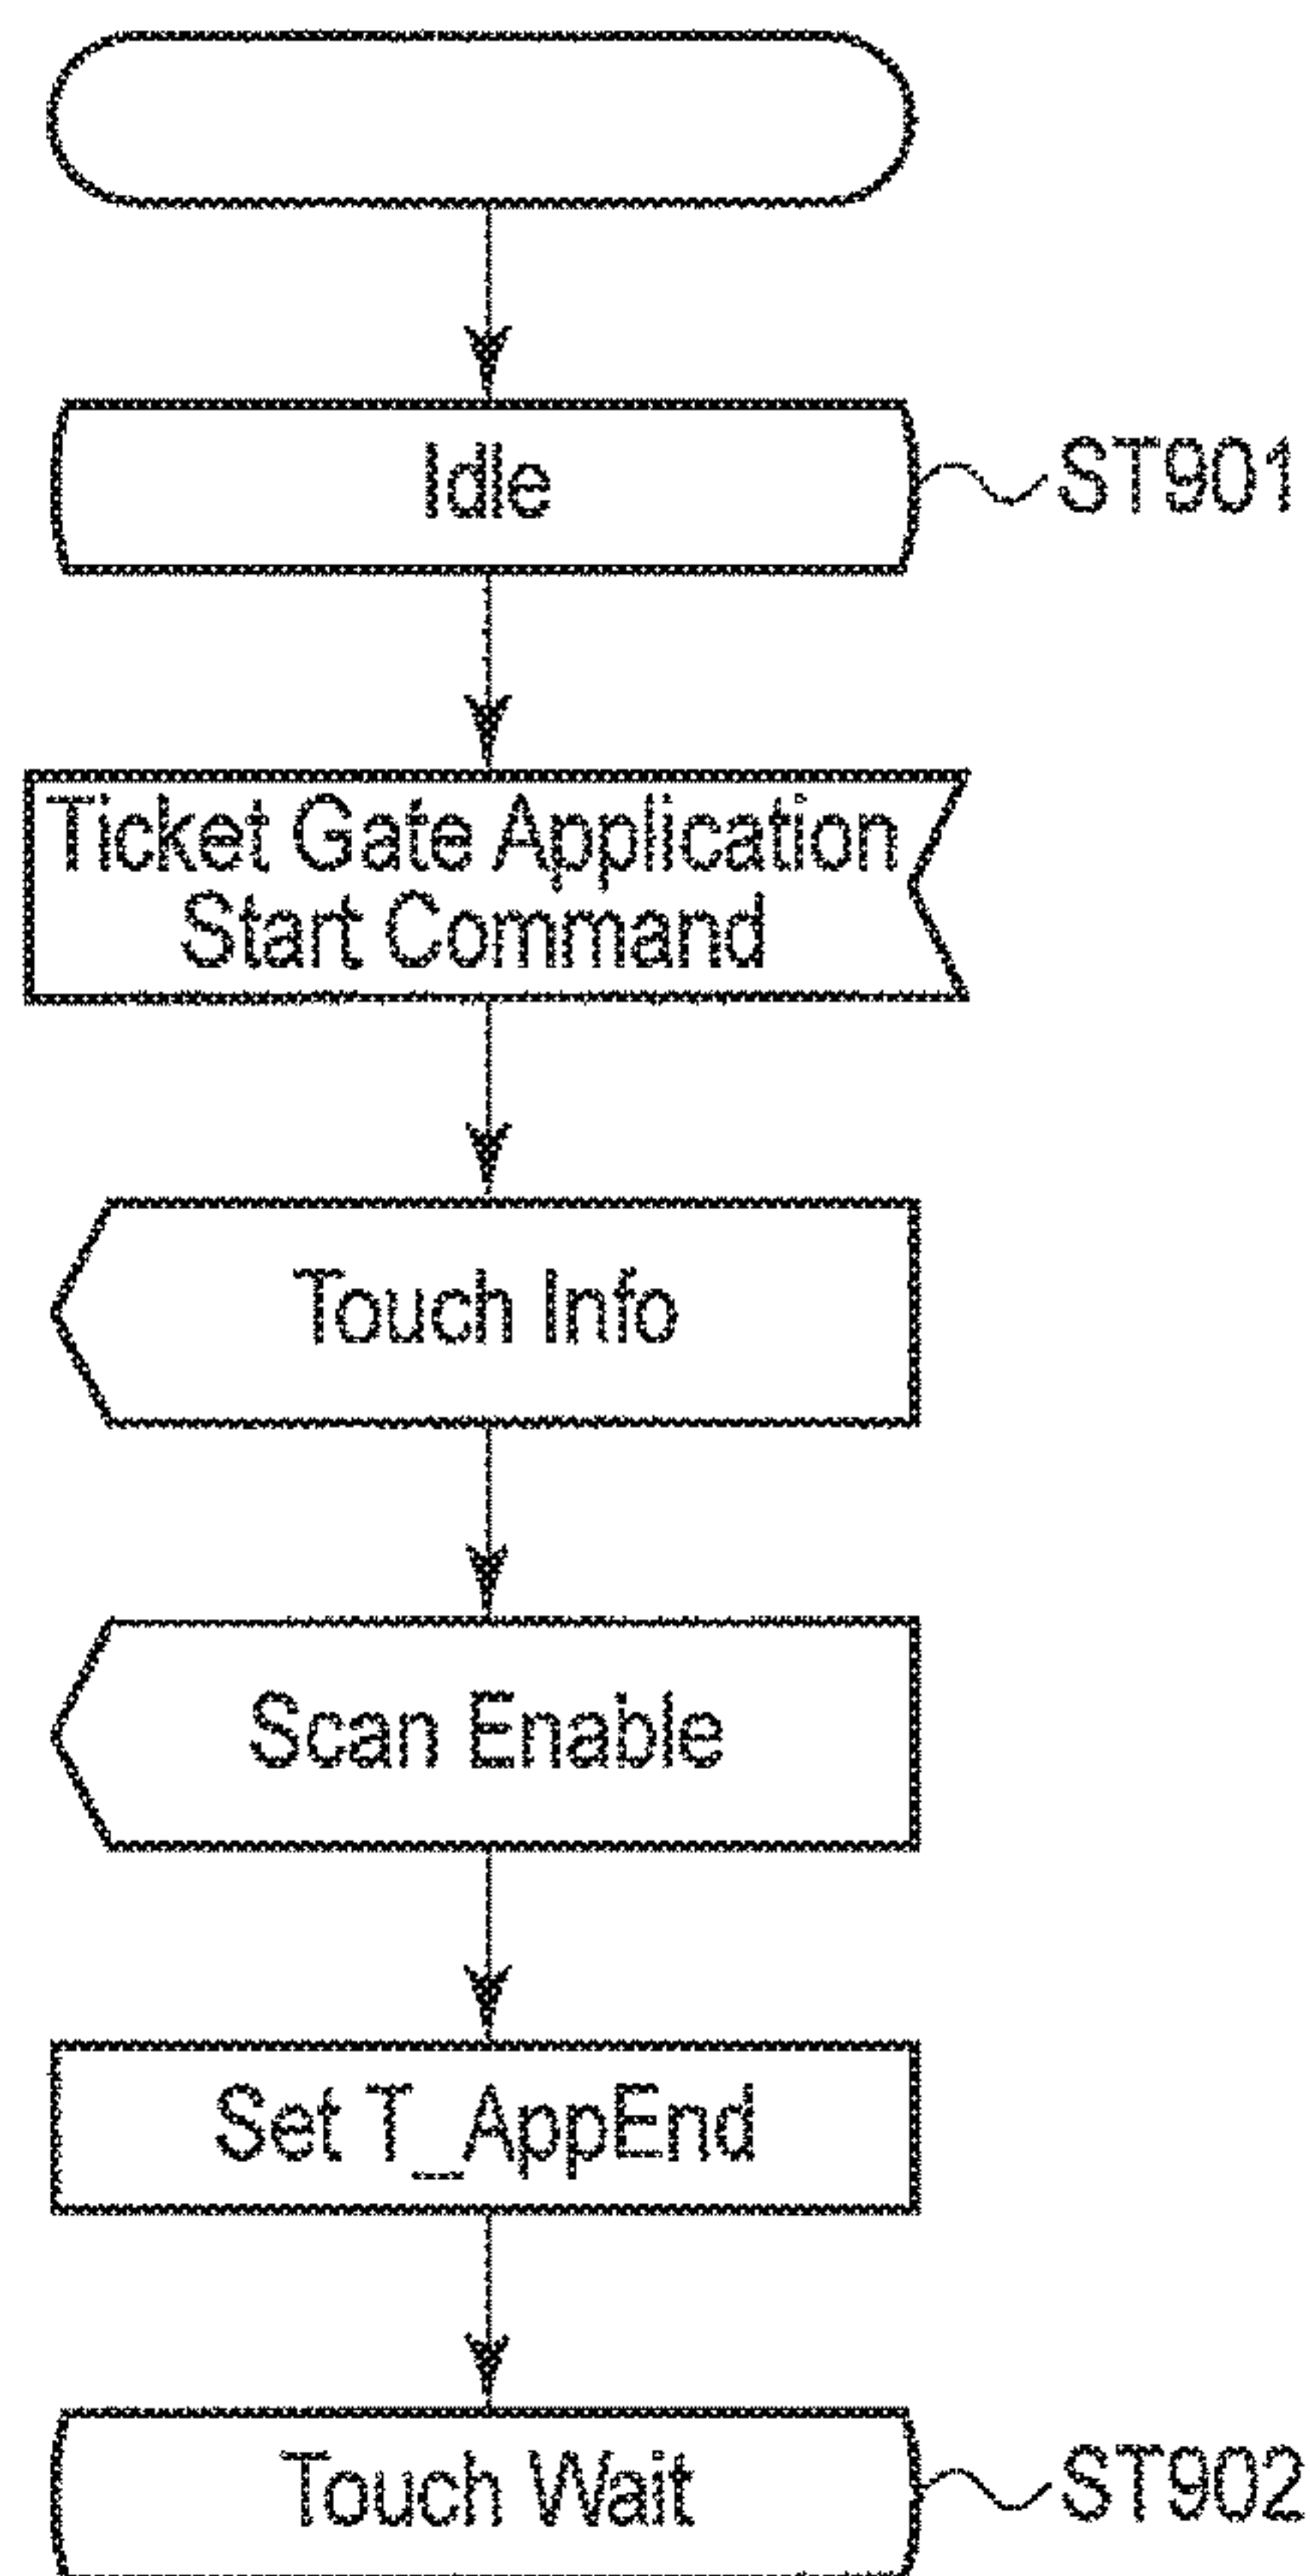 Idle
ST901
Ticket Gate Application
Start Command
Touch Info
Scan Enable
Set T_AppEnd
Touch Wait
ST902